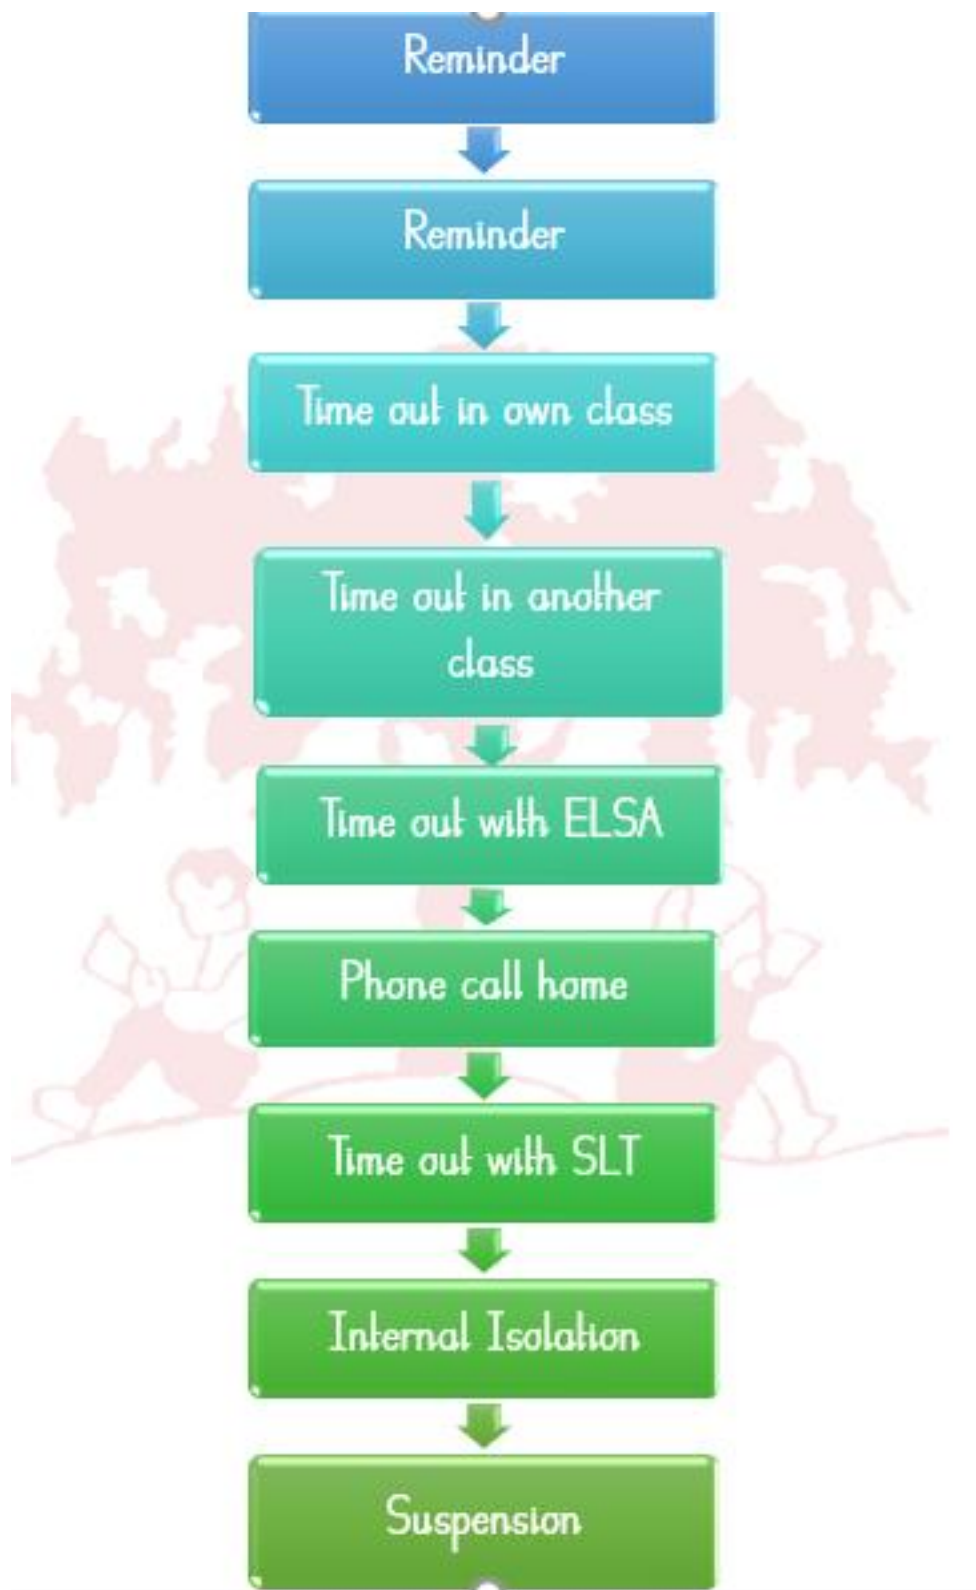 Reminder
Reminder
Time out in own class
Time out in another
class
Time out with ELSA
Phone call home
Time out with SLT
Internal Isolation
Suspension